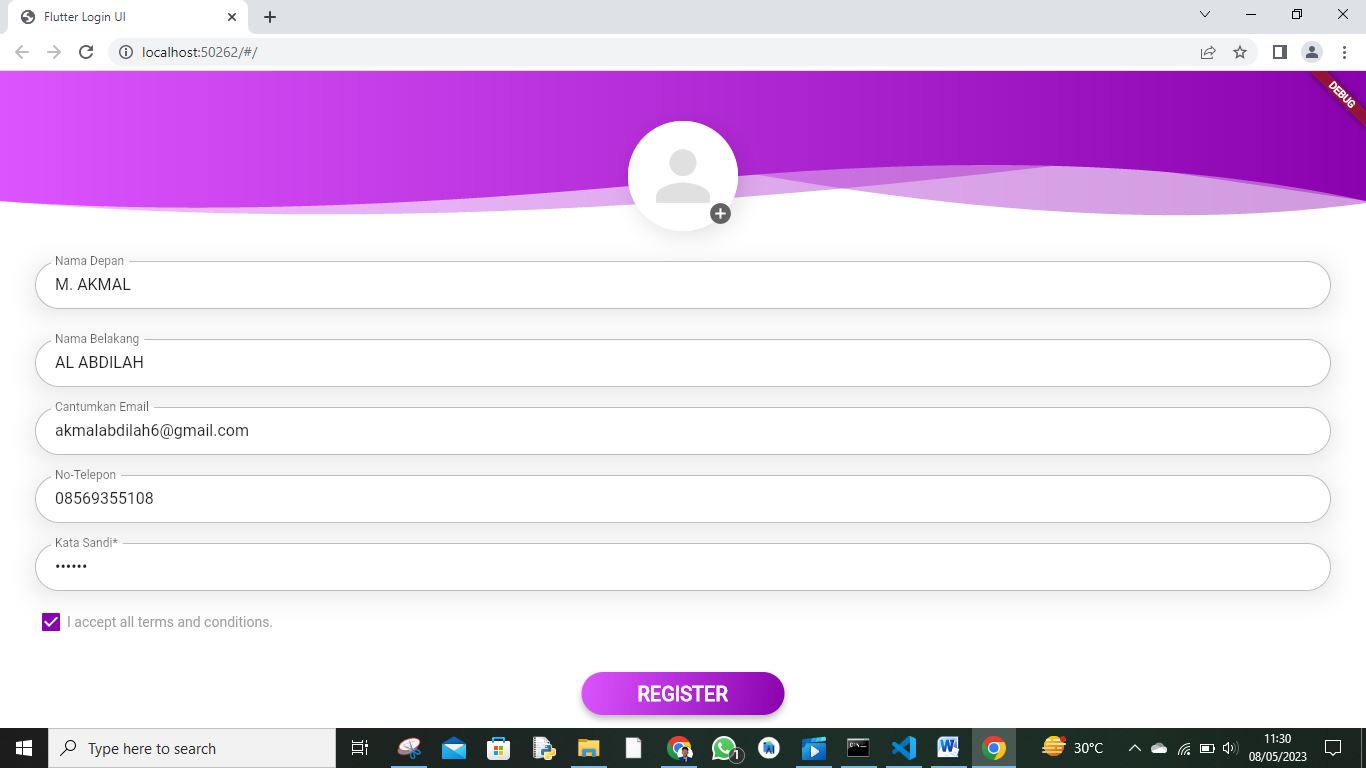 Flutter Login UI
localhost:50262/#/
DEBUG
Nama Depan
M. AKMAL
Nama Belakang
AL ABDILAH
Cantumkan Email
akmalabdilah6@gmail.com
No-Telepon
08569355108
Kata Sandi*
••••••
I accept all terms and conditions.
REGISTER
Type here to search
1
30°C
11:30
08/05/2023